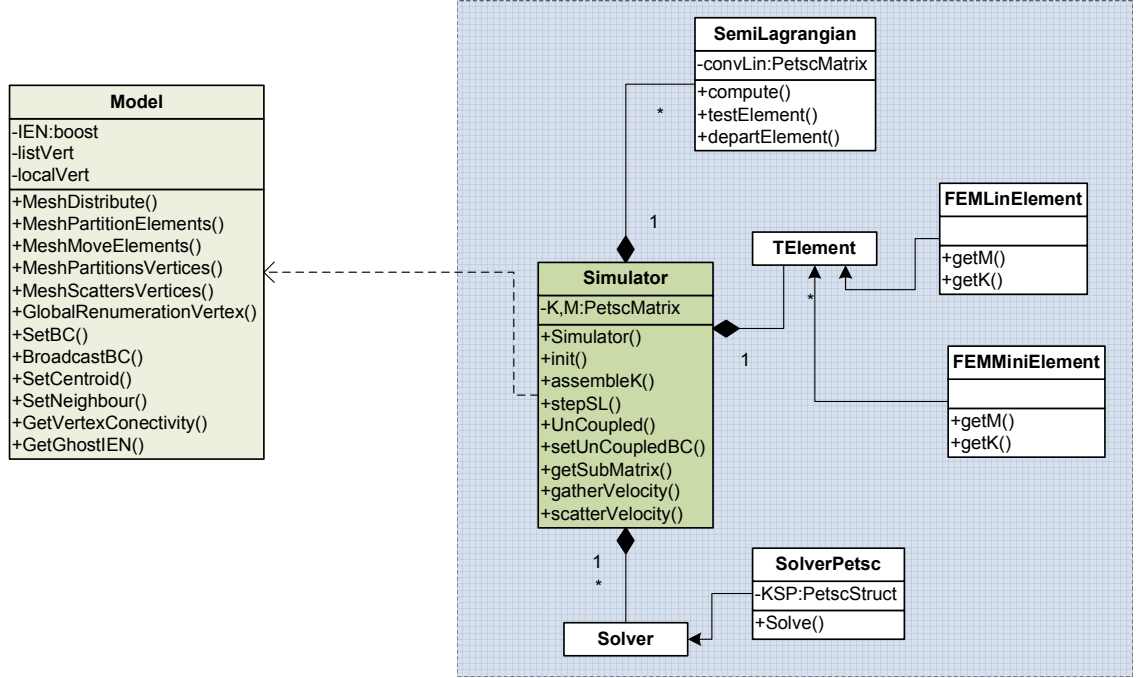 Model
-IEN:boost
-listVert
-localVert
+MeshDistribute()
+MeshPartitionElements()
+MeshMoveElements()
+MeshPartitionsVertices()
+MeshScattersVertices()
+GlobalRenumerationVertex()
+SetBC()
+BroadcastBC()
+SetCentroid()
+SetNeighbour()
+GetVertexConectivity()
+GetGhostIEN()
SemiLagrangian
-convLin:PetscMatrix
+compute()
+testElement()
+departElement()
*
1
Simulator
-K,M:PetscMatrix
+Simulator()
+init()
+assembleK()
+stepSL()
+UnCoupled()
+setUnCoupledBC()
+getSubMatrix()
+gatherVelocity()
+scatterVelocity()
TElement
*
1
FEMLinElement
+getM()
+getK()
FEMMiniElement
+getM()
+getK()
1
*
Solver
SolverPetsc
-KSP:PetscStruct
+Solve()